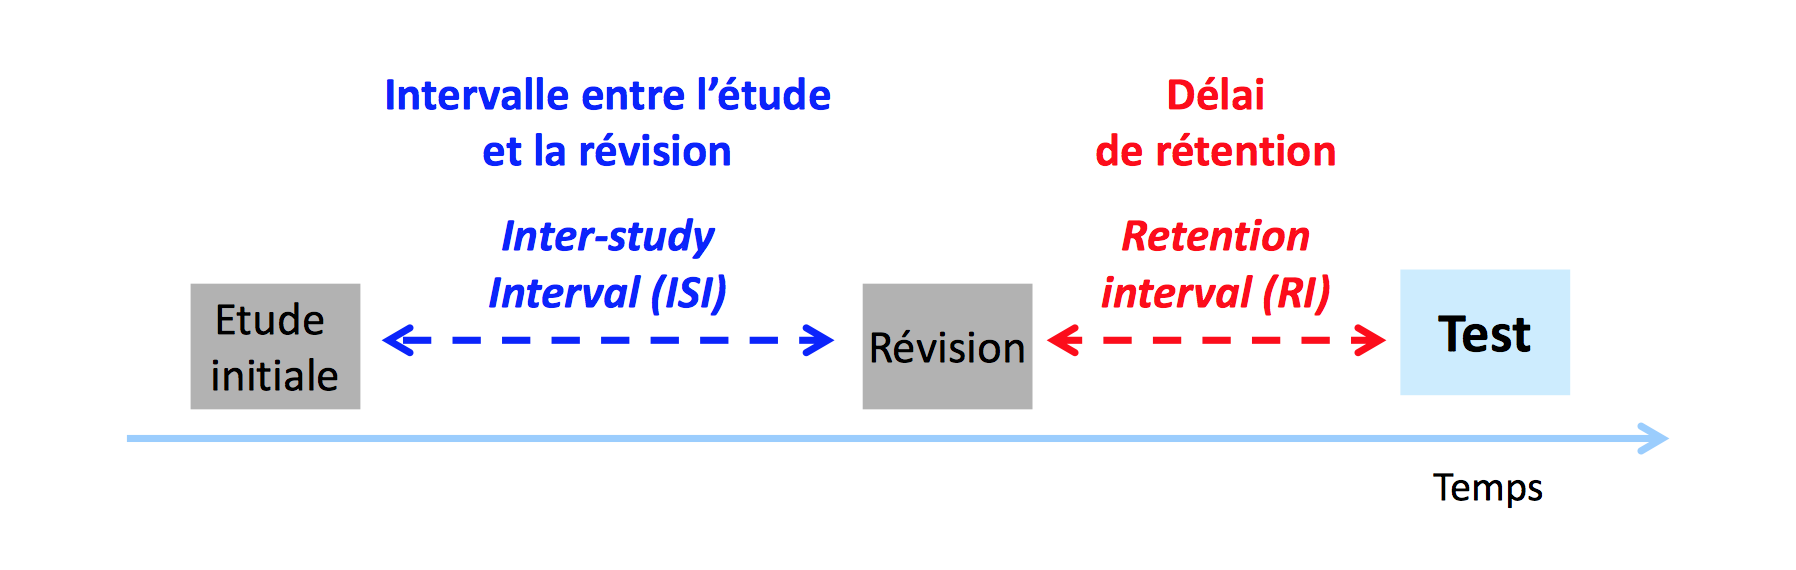 Intervalle entre l’étude
et la révision
Délai
de rétention
Inter-study
Interval (ISI)
Retention
interval (RI)
Etude
initiale
Révision
Test
Temps